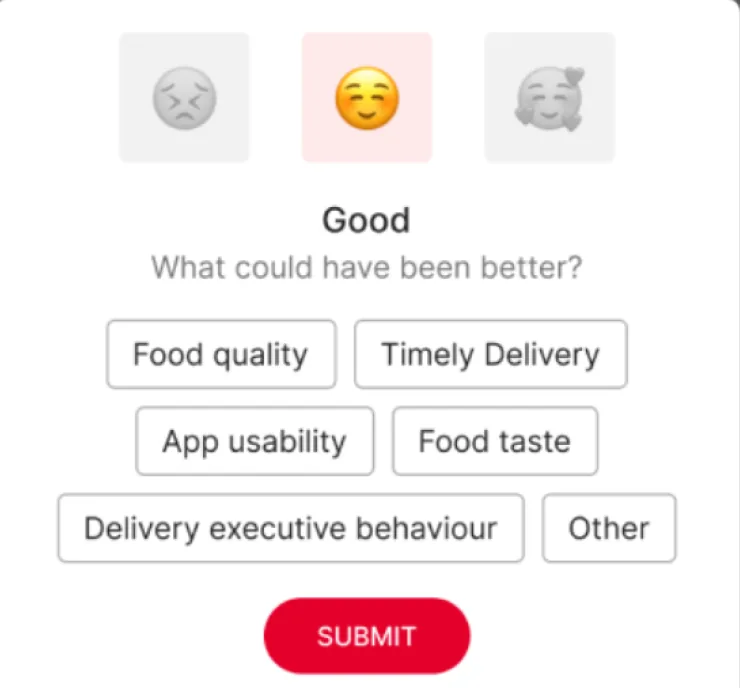 Good
What could have been better?
Food quality Timely Delivery
App usability Food taste
Delivery executive behaviour Other
SUBMIT